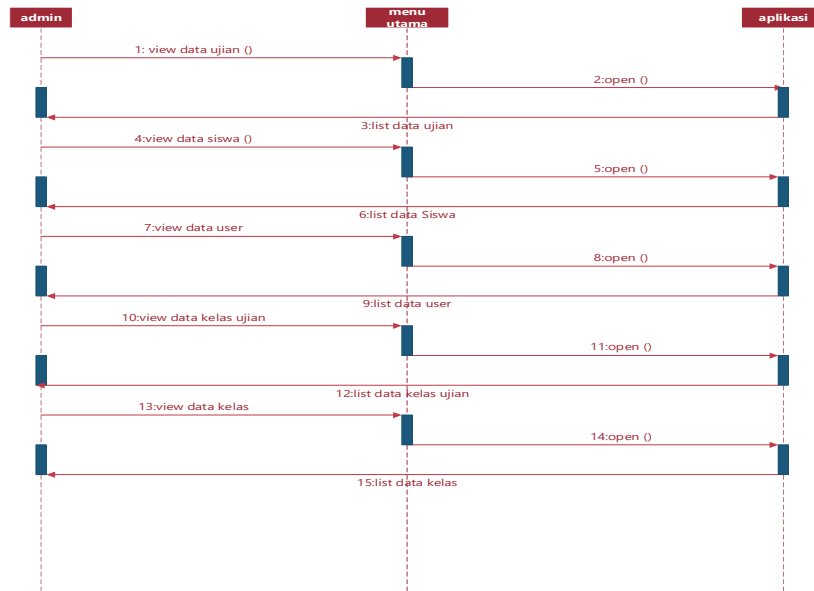 admin
menu
utama
aplikasi
1: view data ujian ()
2:open ()
3:list data ujian
4:view data siswa ()
5:open ()
6:list data Siswa
7:view data user
8:open ()
9:list data user
10:view data kelas ujian
11:open ()
12:list data kelas ujian
13:view data kelas
14:open ()
15:list data kelas